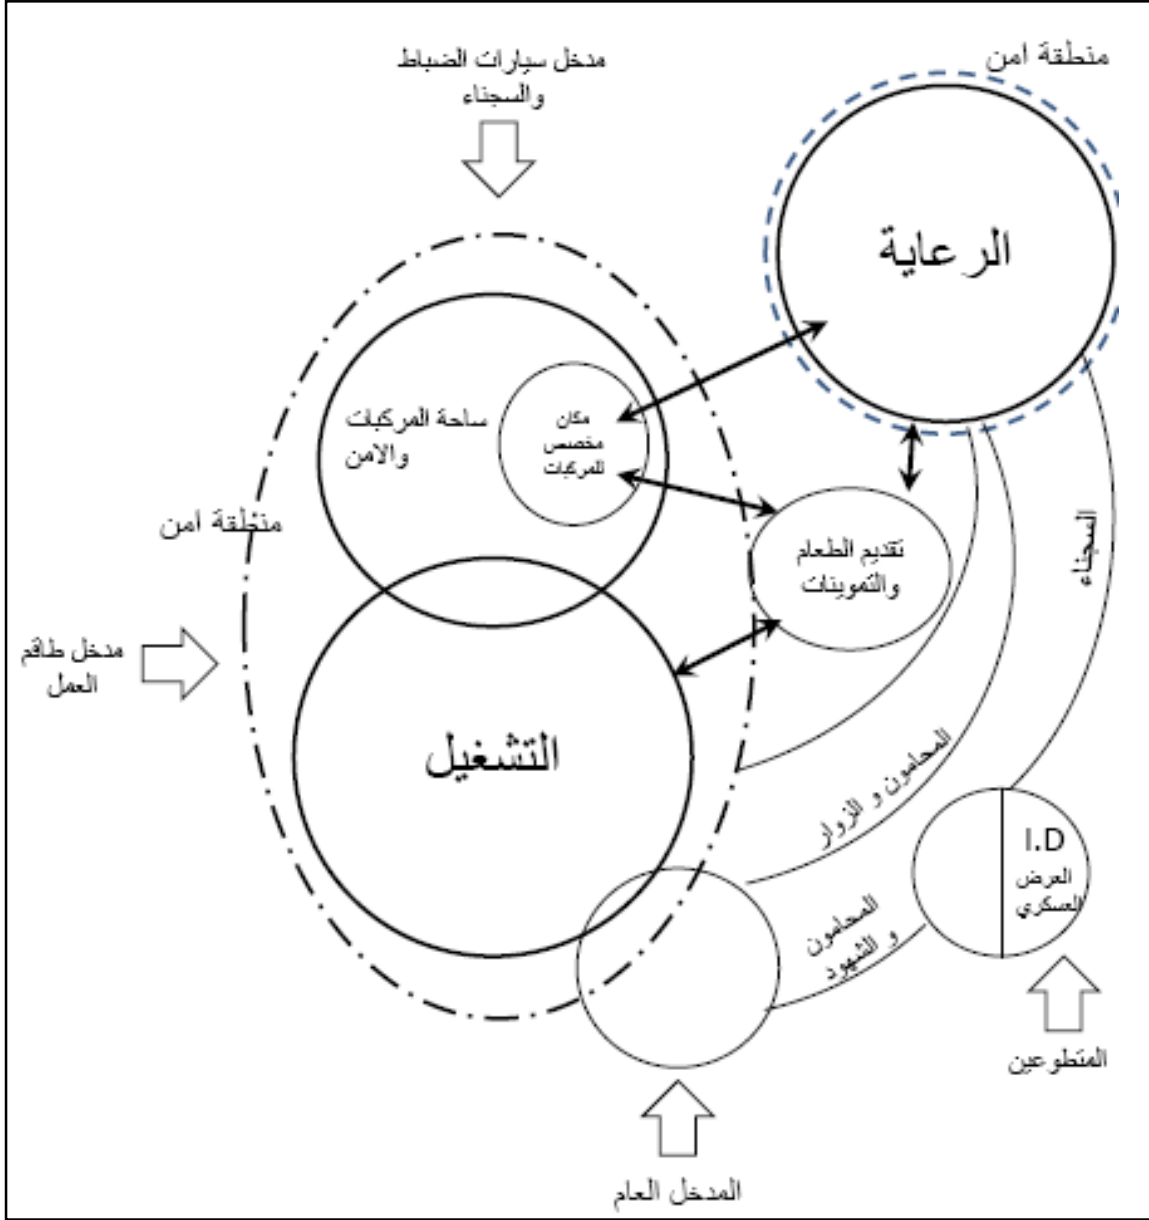 منطقة امن
مدخل سيارات الضباط
والسجناء
الرعاية
مكان
مخصص
للمركبات
ساحة المركبات
والامن
منطقة امن
تقديم الطعام
والتموينات
السجناء
مدخل طاقم
العمل
التشغيل
المحامون و الزوار
I.D
العرض
العسكري
المحامون
و الشهود
المتطوعين
المدخل العام